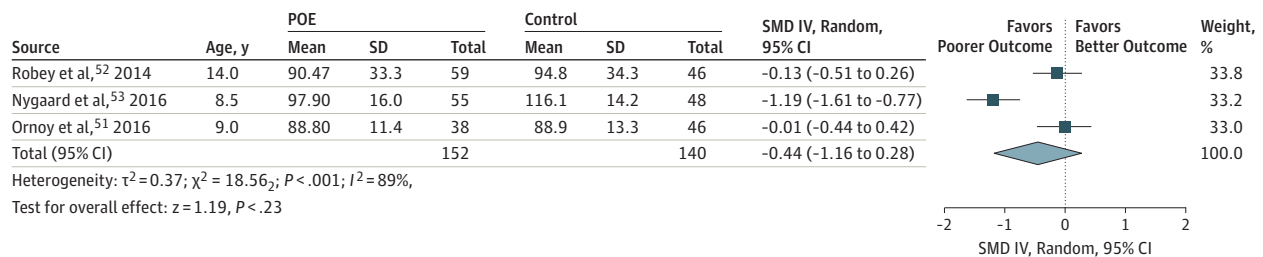 POE Control SMD IV, Random, 95% CI Favors Poorer Outcome Favors Better Outcome Weight, %
Source Age, y Mean SD Total Mean SD Total
Robey et al,52 2014 14.0 90.47 33.3 59 94.8 34.3 46 -0.13 (-0.51 to 0.26) 33.8
Nygaard et al,53 2016 8.5 97.90 16.0 55 116.1 14.2 48 -1.19 (-1.61 to -0.77) 33.2
Ornoy et al,51 2016 9.0 88.80 11.4 38 88.9 13.3 46 -0.01 (-0.44 to 0.42) 33.0
Total (95% CI) 152 140 -0.44 (-1.16 to 0.28) 100.0
Heterogeneity: τ2 = 0.37; χ2 = 18.562; P < .001; I2 = 89%,
Test for overall effect: z = 1.19, P < .23
-2 -1 0 1 2
SMD IV, Random, 95% CI